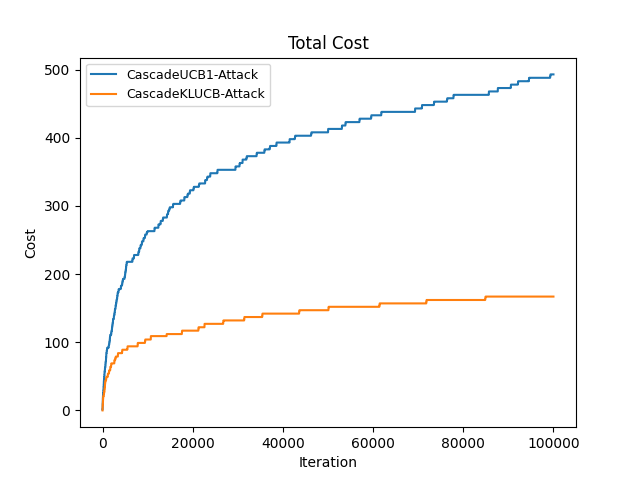 Total Cost
CascadeUCB1-Attack
CascadeKLUCB-Attack
500
400
300
200
100
0
Cost
0 20000 40000 60000 80000 100000
Iteration